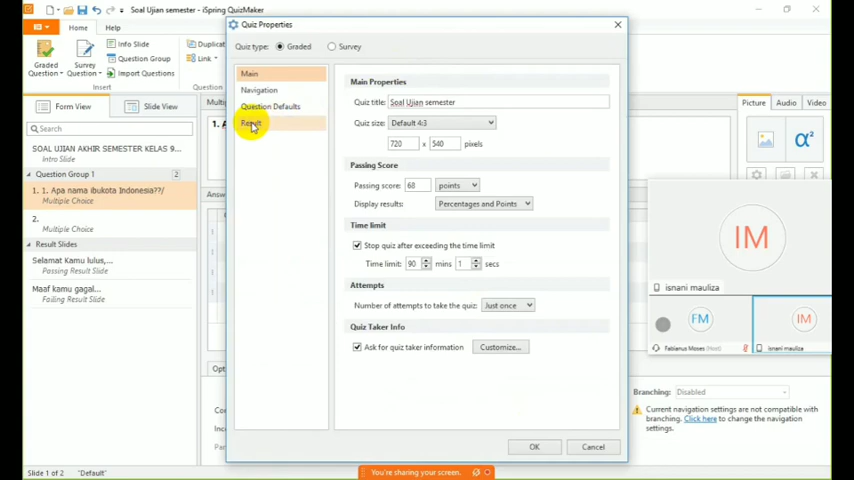 Soal Ujian semester - iSpring QuizMaker
Home
Help
Graded Question
Survey Question
Info Slide
Question Group
Import Questions
Insert
Duplicat
Link
Question
Form View
Slide View
Search
SOAL UJIAN AKHIR SEMESTER KELAS 9...
Intro Slide
Question Group 1
2
1. 1. Apa nama ibukota Indonesia??/
Multiple Choice
2.
Multiple Choice
Result Slides
Selamat Kamu lulus,...
Passing Result Slide
Maaf kamu gagal...
Failing Result Slide
Slide 1 of 2
"Default"
Quiz Properties
Quiz type:
Graded
Survey
Main
Navigation
Question Defaults
Result
Main Properties
Quiz title: Soal Ujian semester
Quiz size: Default 4:3
720 x 540 pixels
Passing Score
Passing score: 68 points
Display results: Percentages and Points
Time limit
Stop quiz after exceeding the time limit
Time limit: 90 mins 1 secs
Attempts
Number of attempts to take the quiz: Just once
Quiz Taker Info
Ask for quiz taker information
Customize...
OK
Cancel
Picture
Audio
Video
IM
isnani mauliza
FM
IM
Fabianus Moses (Host)
isnani mauliza
Branching: Disabled
Current navigation settings are not compatible with
branching. Click here to change the navigation
settings.
You're sharing your screen.